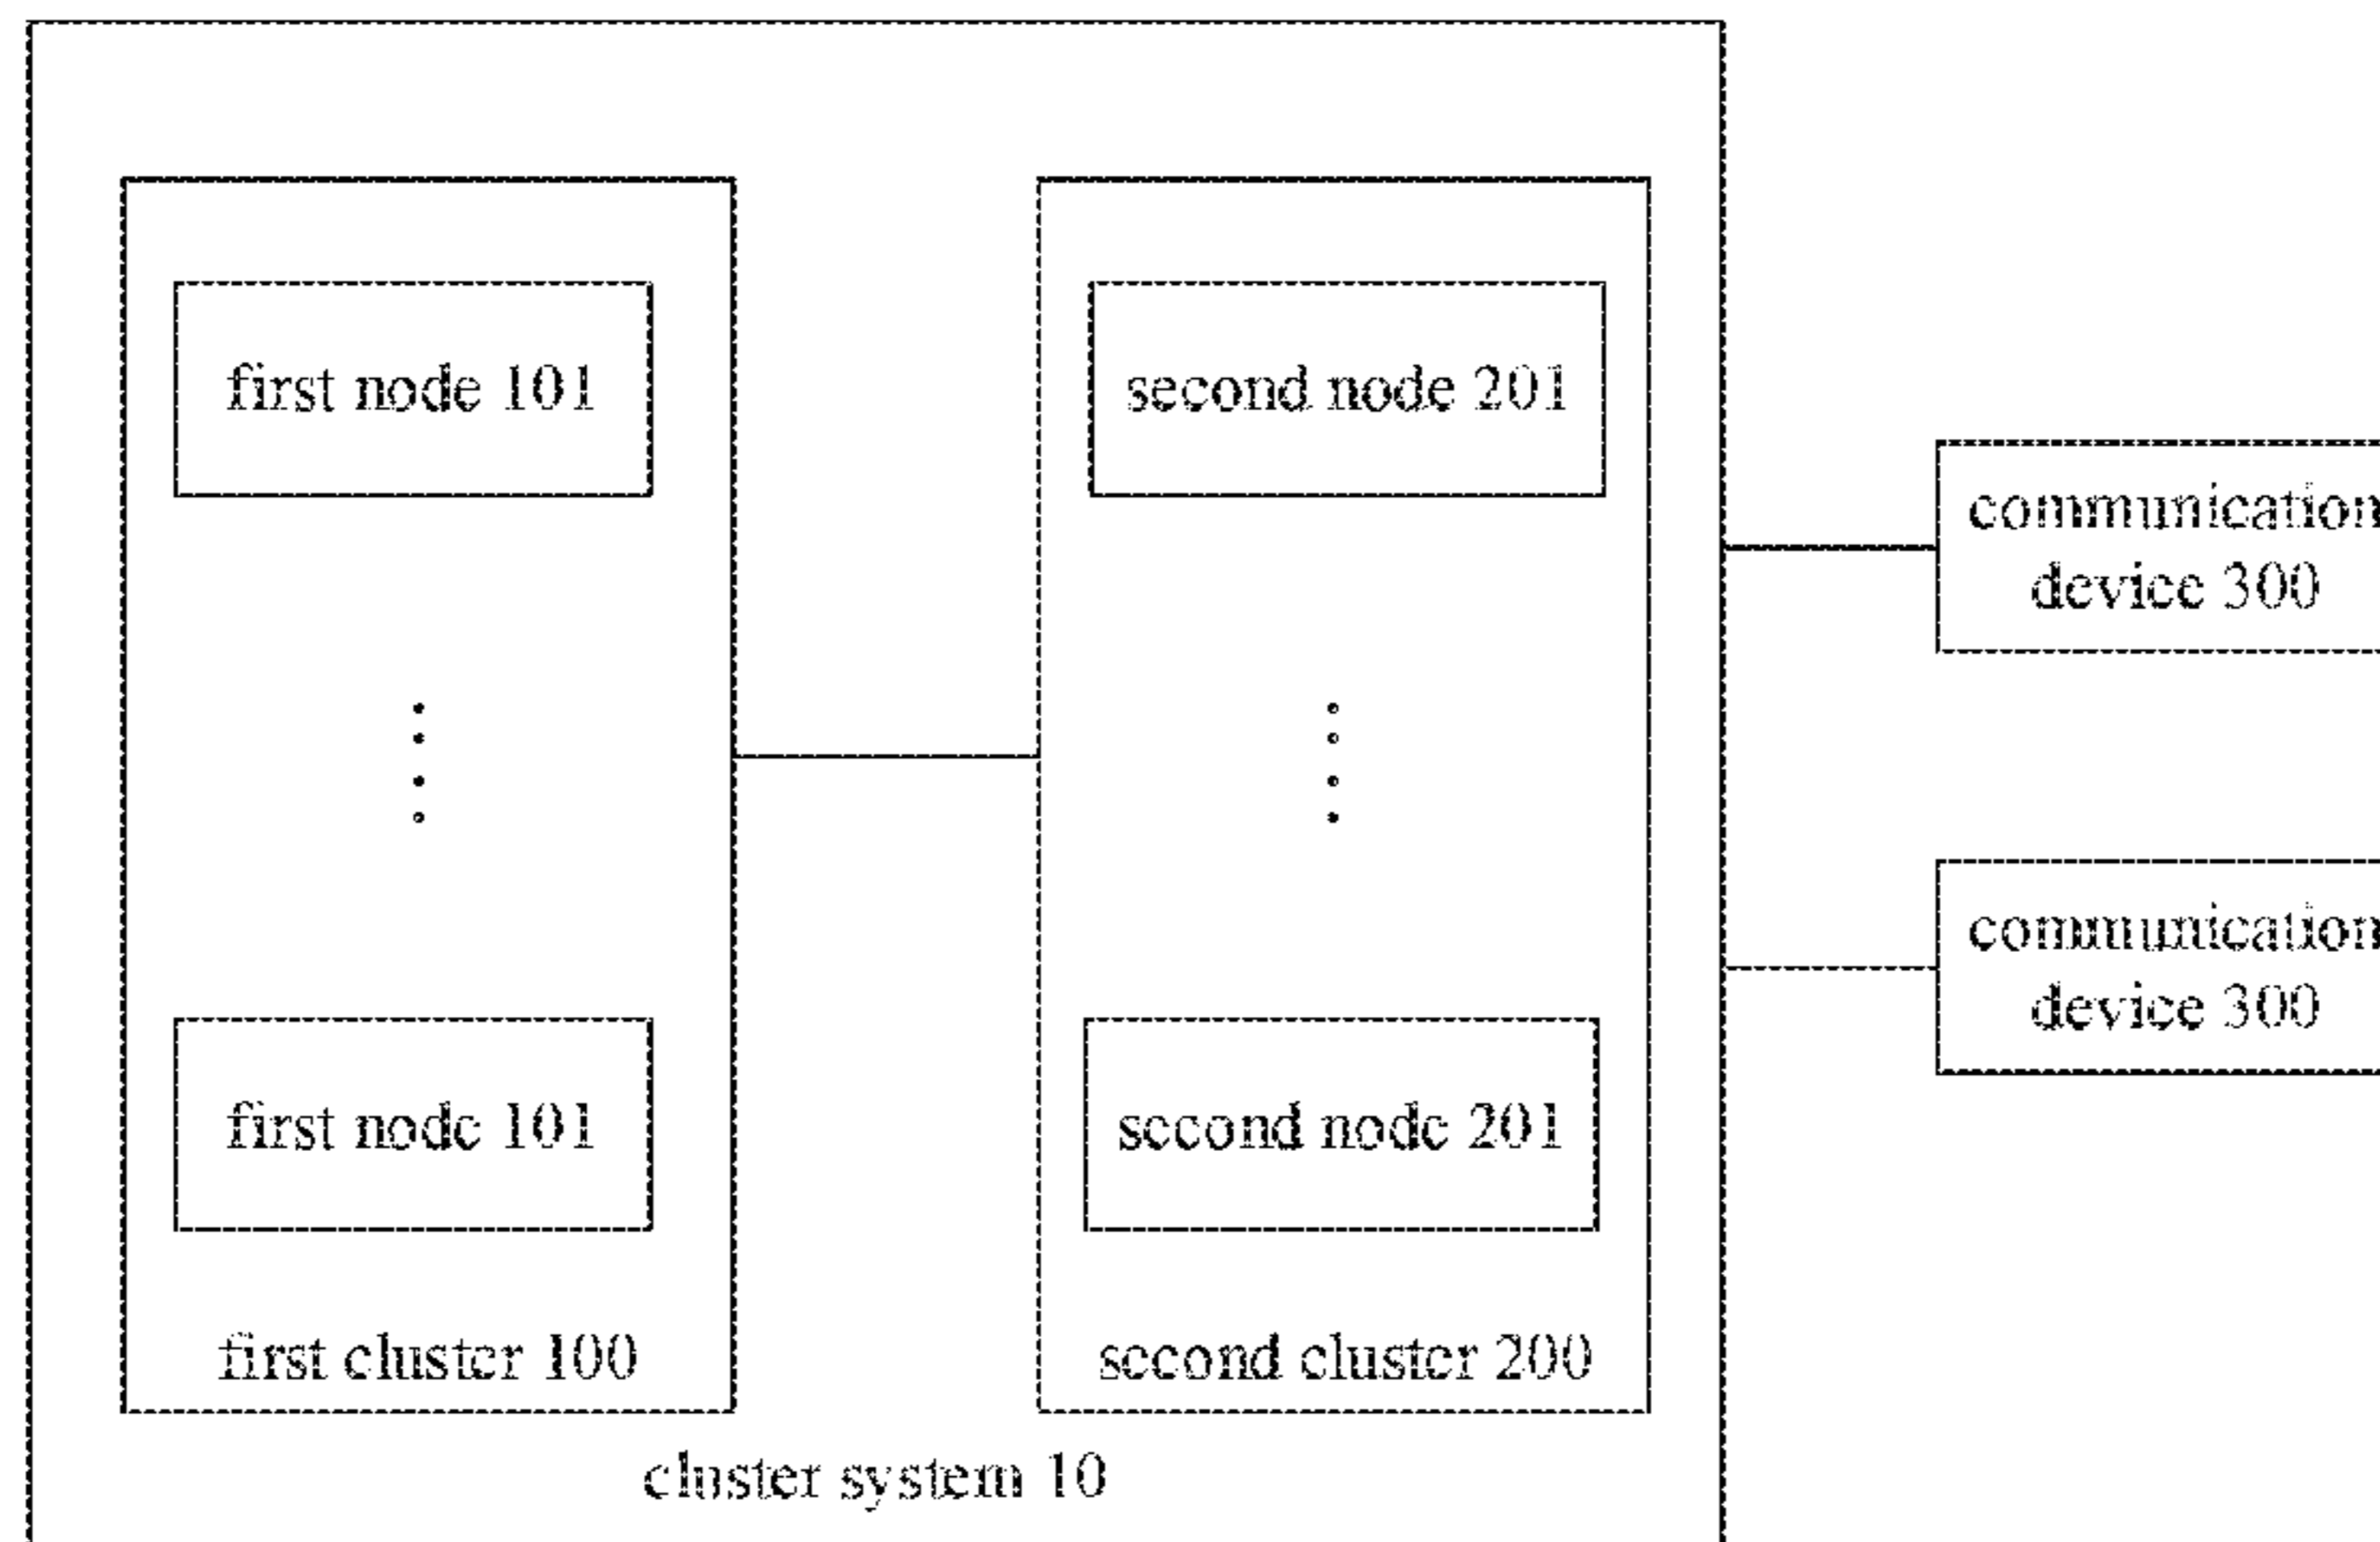 first node 101
second node 201
communication
device 300
communication
device 300
first node 101
second node 201
first cluster 100
second cluster 200
cluster system 10